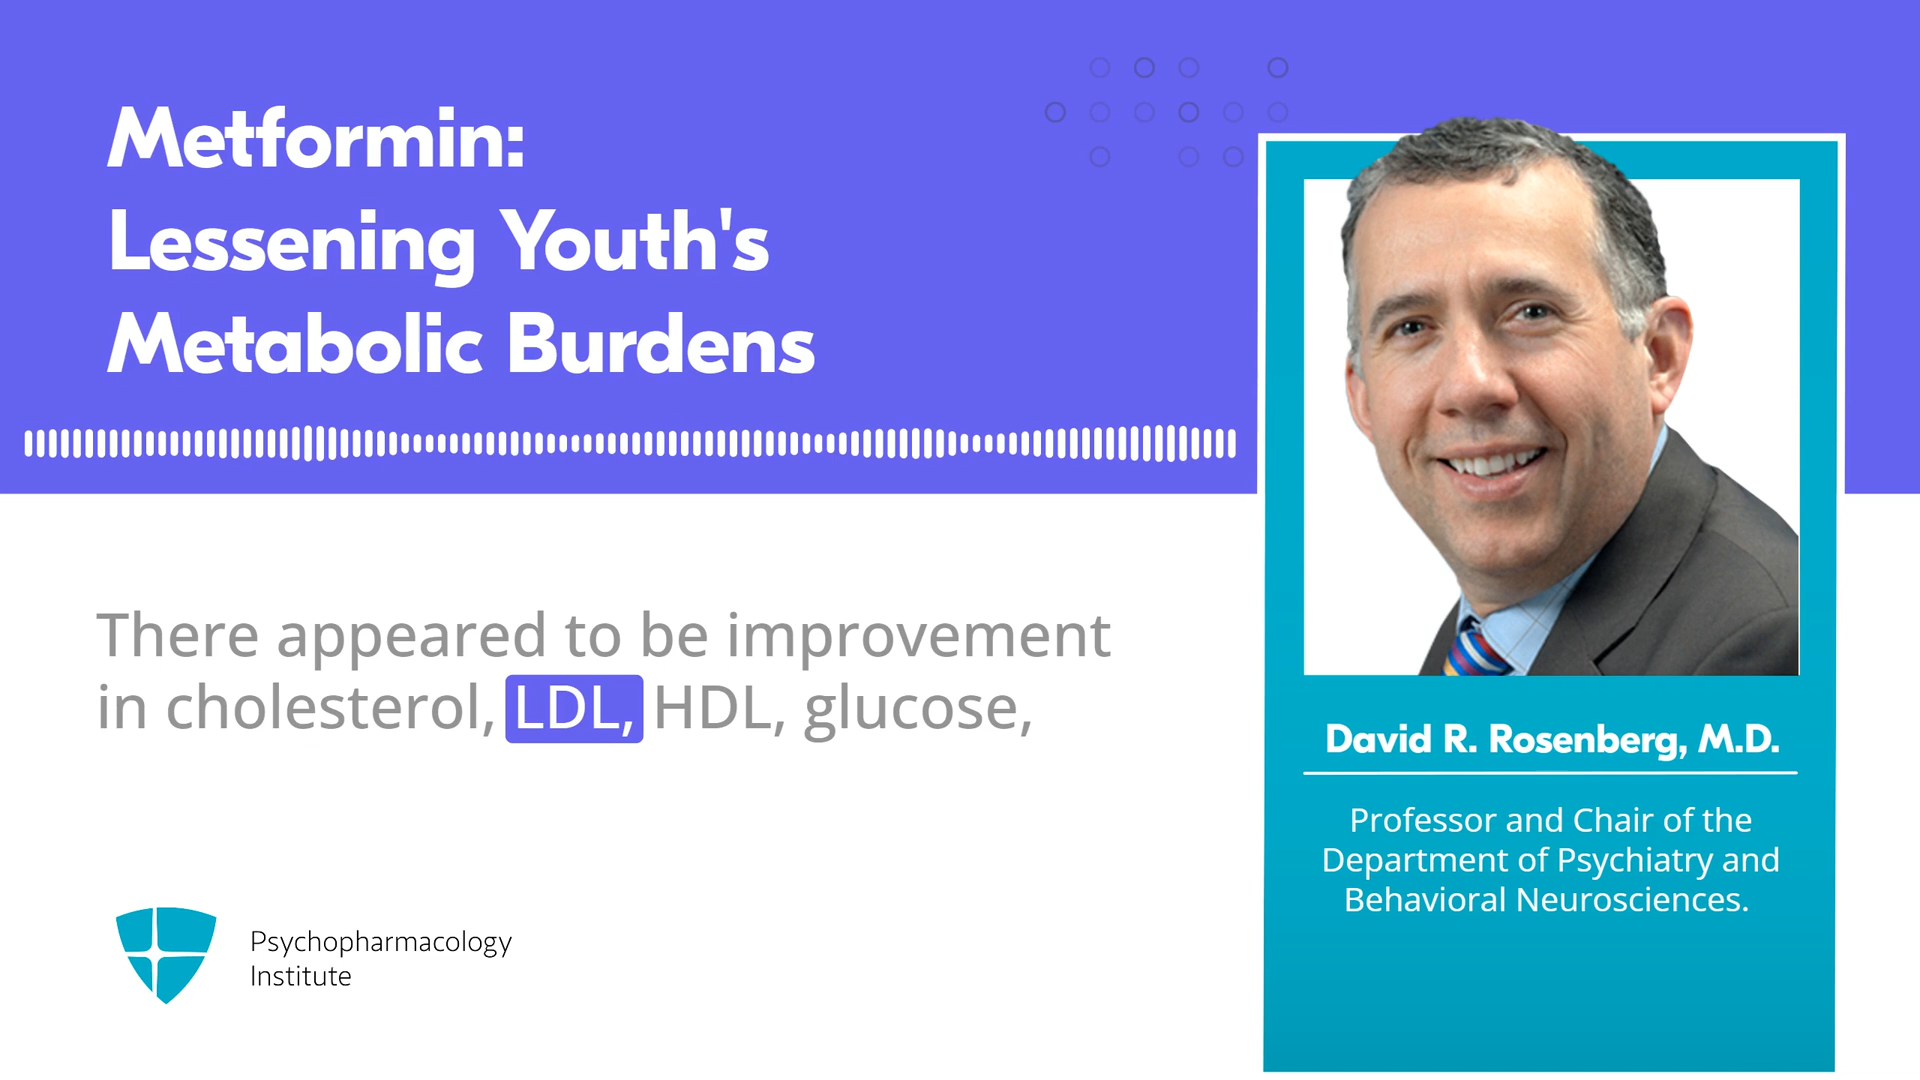 Metformin:
Lessening Youth's
Metabolic Burdens
There appeared to be improvement
in cholesterol, LDL, HDL, glucose,
David R. Rosenberg, M.D.
Professor and Chair of the
Department of Psychiatry and
Behavioral Neurosciences.
Psychopharmacology
Institute